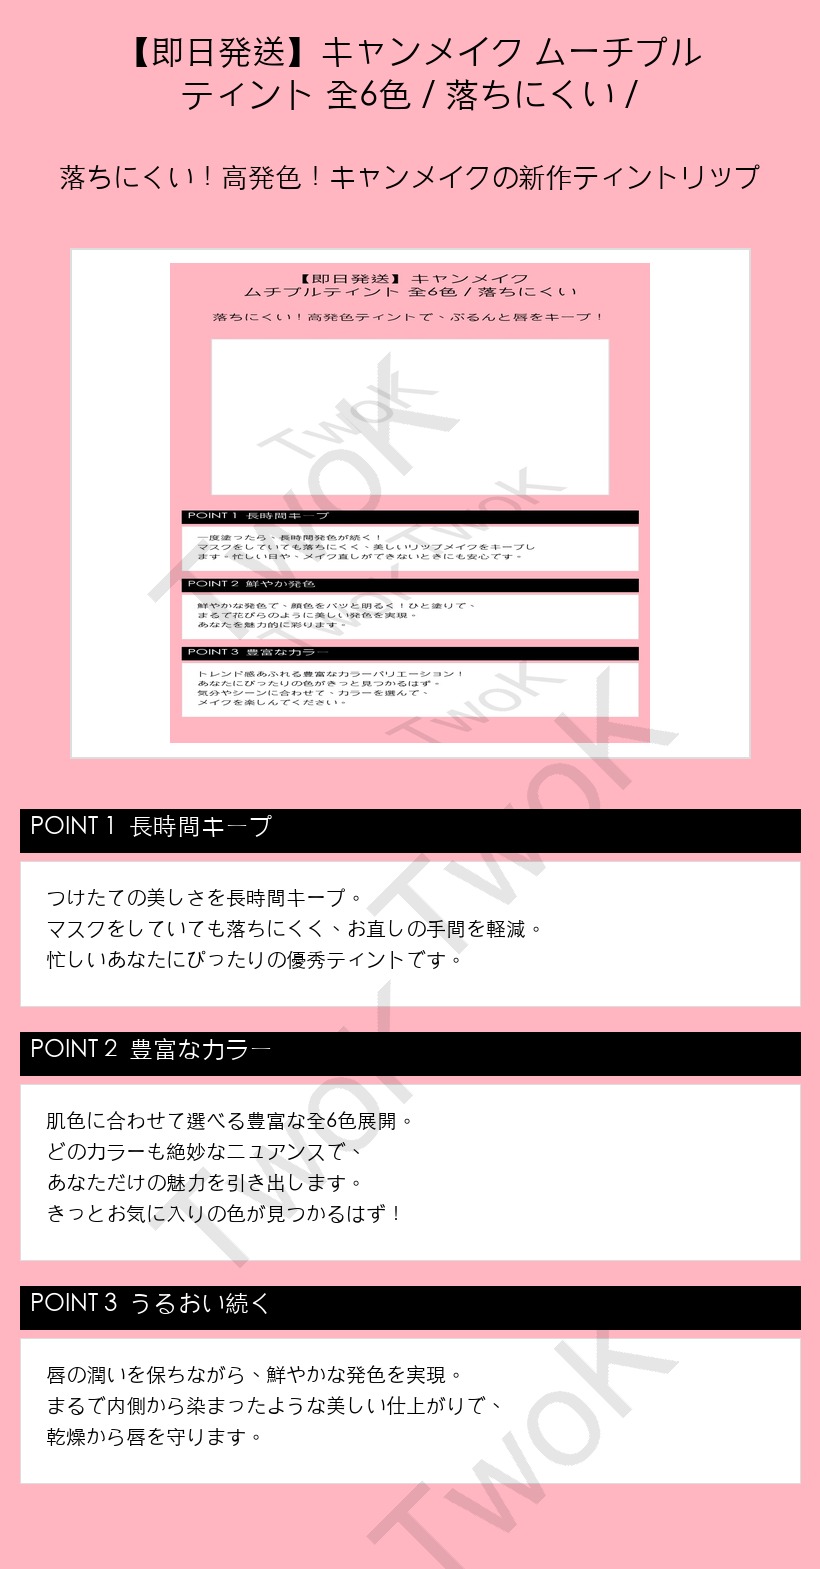 【即日発送】キャンメイク ムーチプル
ティント 全6色 / 落ちにくい /
落ちにくい！高発色！キャンメイクの新作ティントリップ
【即日発送】キャンメイク
ムチプルティント 全6色 / 落ちにくい
落ちにくい！高発色ティントで、ぷるんと唇をキープ！
TwoK
TwoK
TwoK
POINT 1 長時間キープ
一度塗ったら、長時間発色が続く！
マスクをしていても落ちにくく、美しいリップメイクをキープし
ます。忙しい日や、メイク直しができないときにも安心です。
POINT 2 鮮やか発色
TwoK
鮮やかな発色で、顔色をパッと明るく！ひと塗りで、
まるで花びらのように美しい発色を実現。
あなたを魅力的に彩ります。
POINT 3 豊富なカラー
トレンド感あふれる豊富なカラーバリエーション！
あなたにぴったりの色がきっと見つかるはず。
気分やシーンに合わせて、カラーを選んで、
メイクを楽しんでください。
TwoK
TwoK
POINT 1 長時間キープ
つけたての美しさを長時間キープ。
マスクをしていても落ちにくく、お直しの手間を軽減。
忙しいあなたにぴったりの優秀ティントです。
POINT 2 豊富なカラー
TwoK
肌色に合わせて選べる豊富な全6色展開。
どのカラーも絶妙なニュアンスで、
あなただけの魅力を引き出します。
きっとお気に入りの色が見つかるはず！
POINT 3 うるおい続く
唇の潤いを保ちながら、鮮やかな発色を実現。
まるで内側から染まったような美しい仕上がりで、
乾燥から唇を守ります。
TwoK